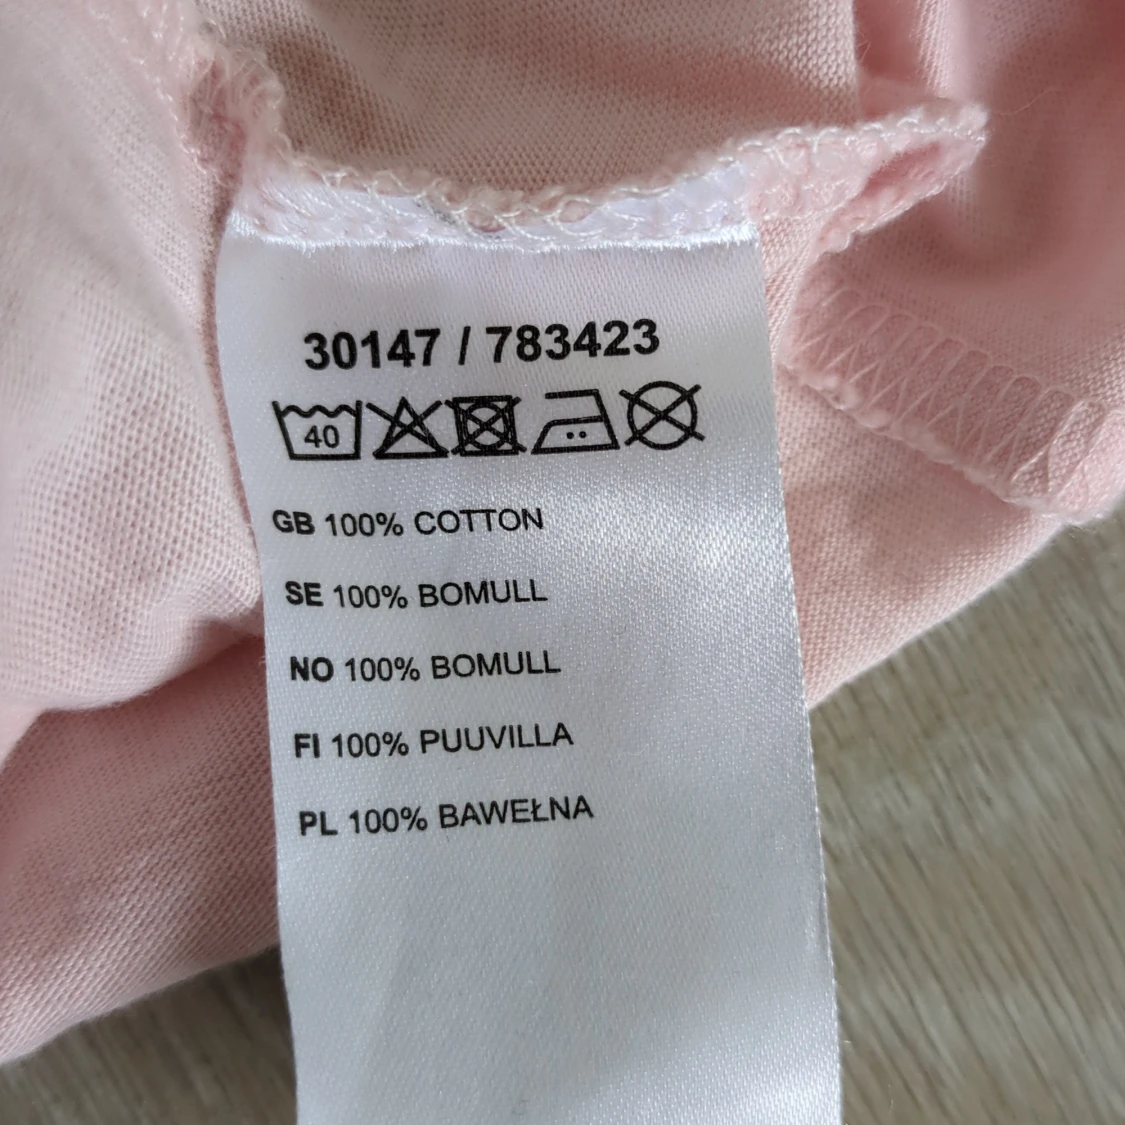 30147 / 783423
40
GB 100% COTTON
SE 100% BOMULL
NO 100% BOMULL
FI 100% PUUVILLA
PL 100% BAWEŁNA